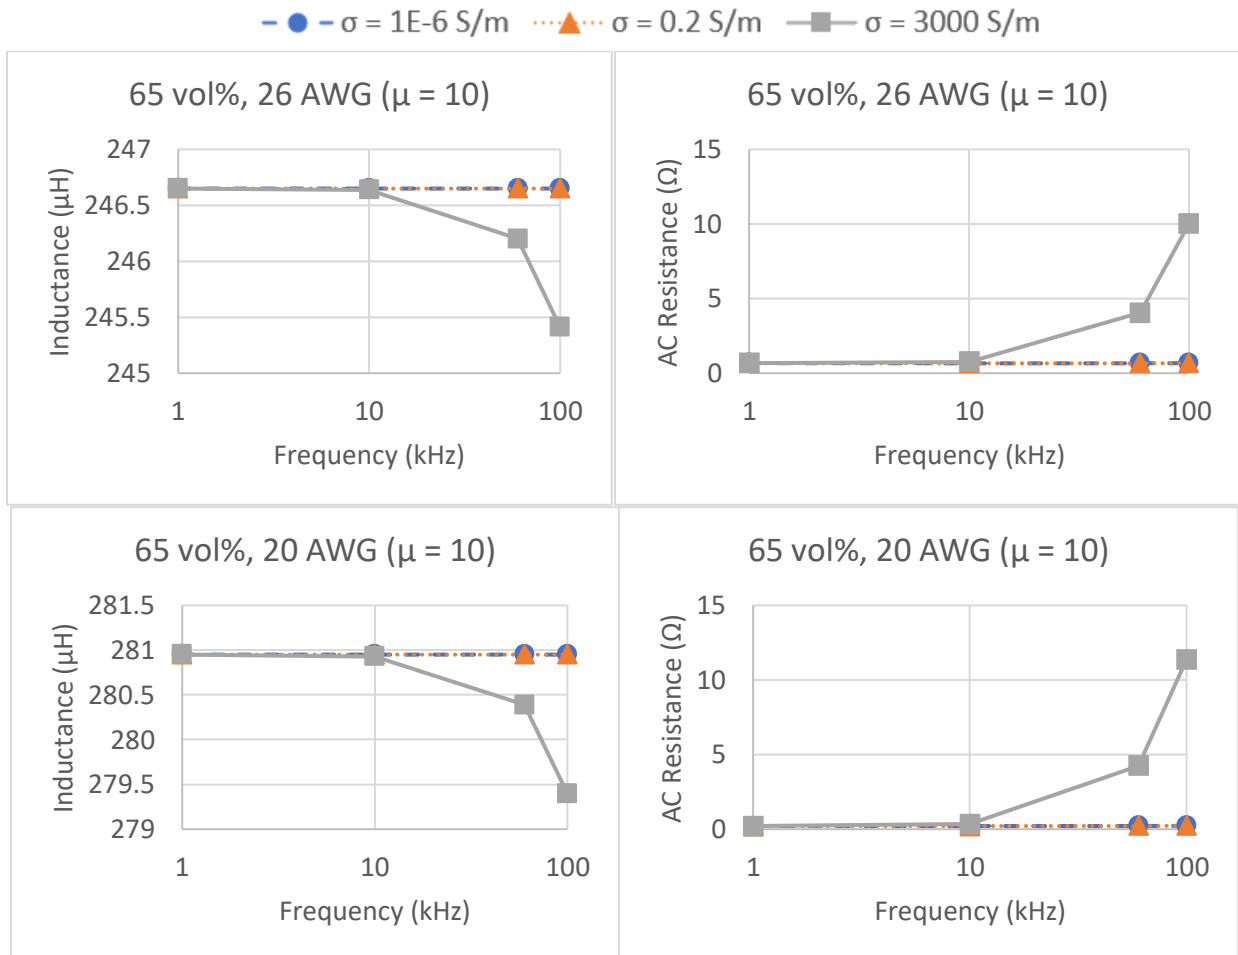 σ = 1E-6 S/m σ = 0.2 S/m σ = 3000 S/m
65 vol%, 26 AWG (μ = 10)
Inductance (μH)
247
246.5
246
245.5
245
1 10 100
Frequency (kHz)
65 vol%, 26 AWG (μ = 10)
AC Resistance (Ω)
15
10
5
0
1 10 100
Frequency (kHz)
65 vol%, 20 AWG (μ = 10)
Inductance (μH)
281.5
281
280.5
280
279.5
279
1 10 100
Frequency (kHz)
65 vol%, 20 AWG (μ = 10)
AC Resistance (Ω)
15
10
5
0
1 10 100
Frequency (kHz)